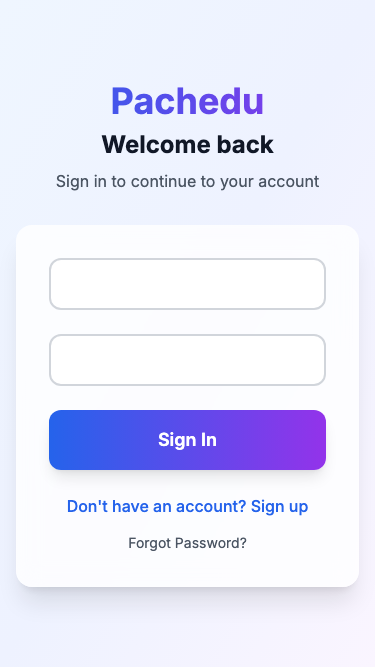 Pachedu
Welcome back
Sign in to continue to your account
Sign In
Don't have an account? Sign up
Forgot Password?